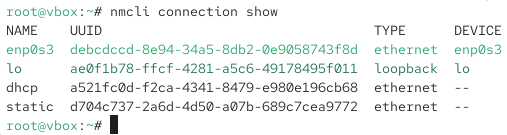 root@vbox:~# nmcli connection show
NAME    UUID                                  TYPE      DEVICE
enp0s3  debcdccd-8e94-34a5-8db2-0e9058743f8d  ethernet  enp0s3
lo      ae0f1b78-ffcf-4281-a5c6-49178495f011  loopback  lo
dhcp    a521fc0d-f2ca-4341-8479-e980e196cb68  ethernet  --
static  d704c737-2a6d-4d50-a07b-689c7cea9772  ethernet  --
root@vbox:~#